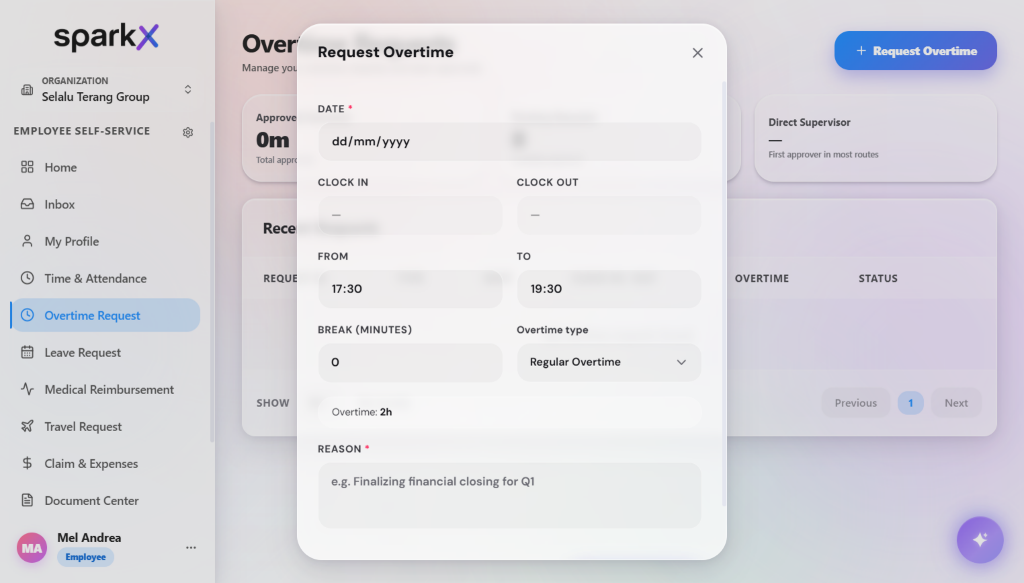 sparkX
ORGANIZATION
Selalu Terang Group
EMPLOYEE SELF-SERVICE
Home
Inbox
My Profile
Time & Attendance
Overtime Request
Leave Request
Medical Reimbursement
Travel Request
Claim & Expenses
Document Center
MA
Mel Andrea
Employee
Manage you
+ Request Overtime
Approve
0m
Total appro
Direct Supervisor
—
First approver in most routes
OVERTIME
STATUS
SHOW
Previous
1
Next
Request Overtime
DATE *
dd/mm/yyyy
CLOCK IN
CLOCK OUT
—
—
FROM
TO
17:30
19:30
BREAK (MINUTES)
Overtime type
0
Regular Overtime
Overtime: 2h
REASON *
e.g. Finalizing financial closing for Q1